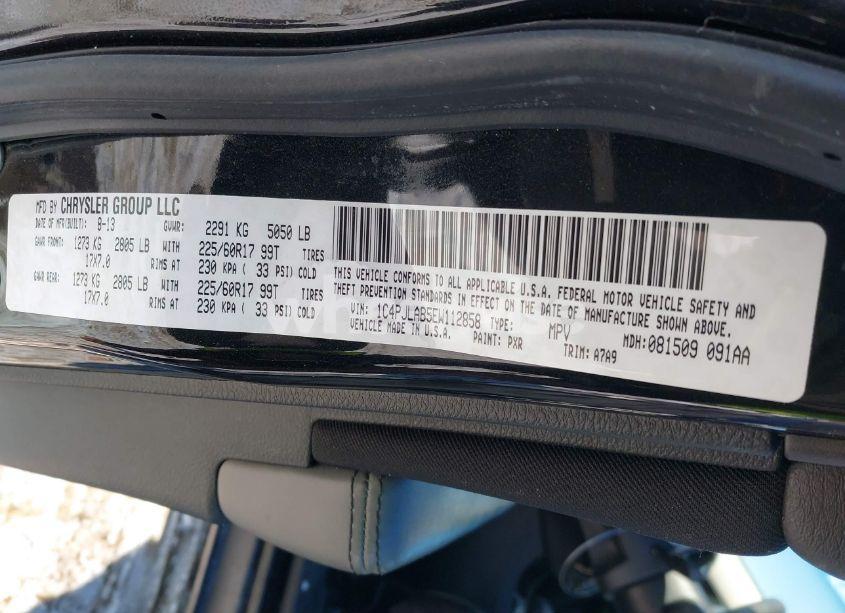 MFD BY CHRYSLER GROUP LLC
DATE OF MFR(BUILT): 8-13 GVWR: 2291 KG 5050 LB
GAWR FRONT: 1273 KG 2805 LB WITH 225/60R17 99T TIRES
17X7.0 RIMS AT 230 KPA ( 33 PSI) COLD
GAWR REAR: 1273 KG 2805 LB WITH 225/60R17 99T TIRES
17X7.0 RIMS AT 230 KPA ( 33 PSI) COLD
THIS VEHICLE CONFORMS TO ALL APPLICABLE U.S.A. FEDERAL MOTOR VEHICLE SAFETY AND
THEFT PREVENTION STANDARDS IN EFFECT ON THE DATE OF MANUFACTURE SHOWN ABOVE.
VIN: 1C4PJLAB5EW112858 TYPE: MPV MDH: 081509 091AA
VEHICLE MADE IN U.S.A. PAINT: PXR TRIM: A7A9